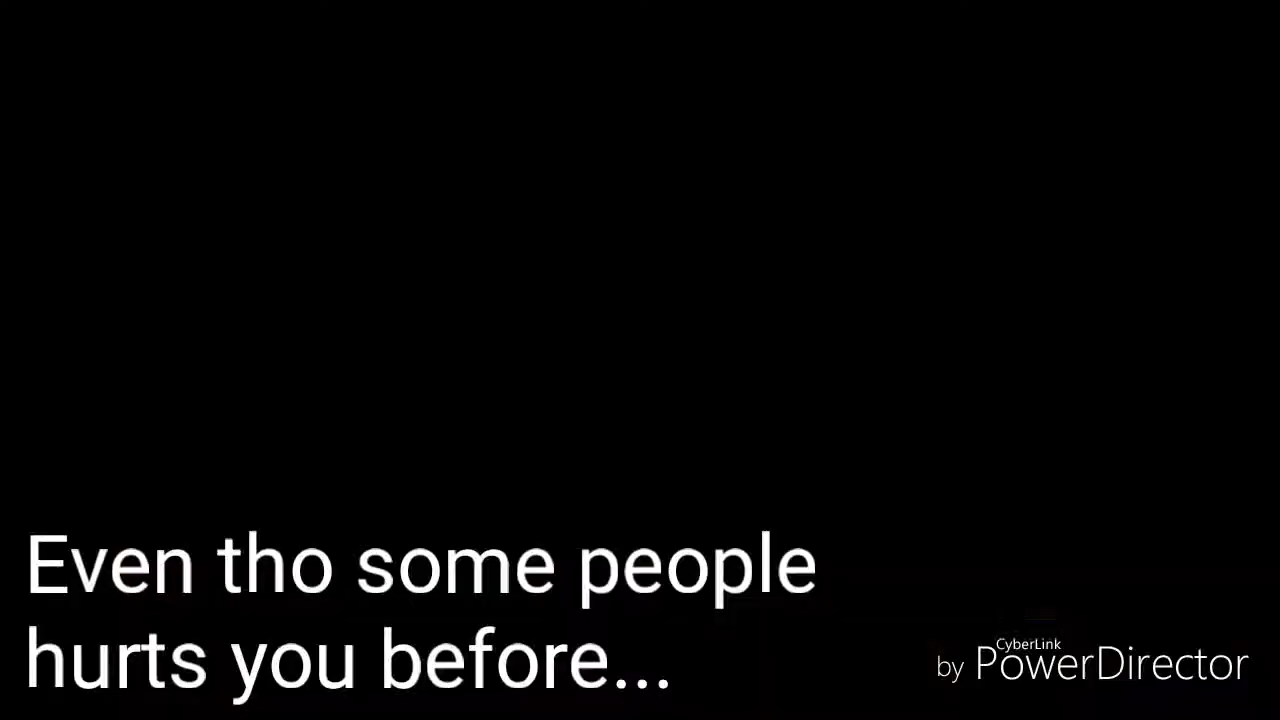 Even tho some people
hurts you before...
CyberLink
by PowerDirector